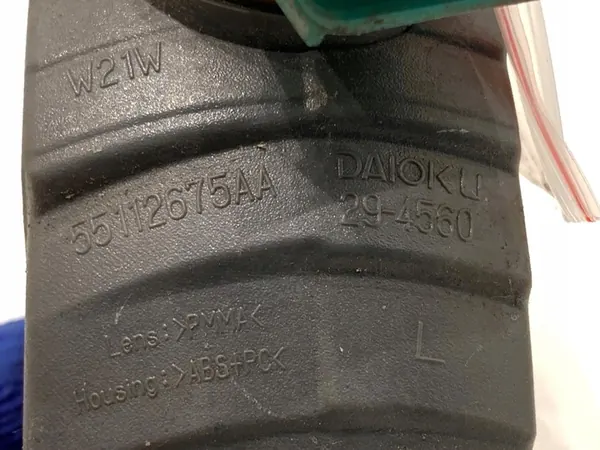 W21W
55112675AA
DAIOKU
29-4560
Lens:>PMMA<
Housing:>ABS+PC<
L